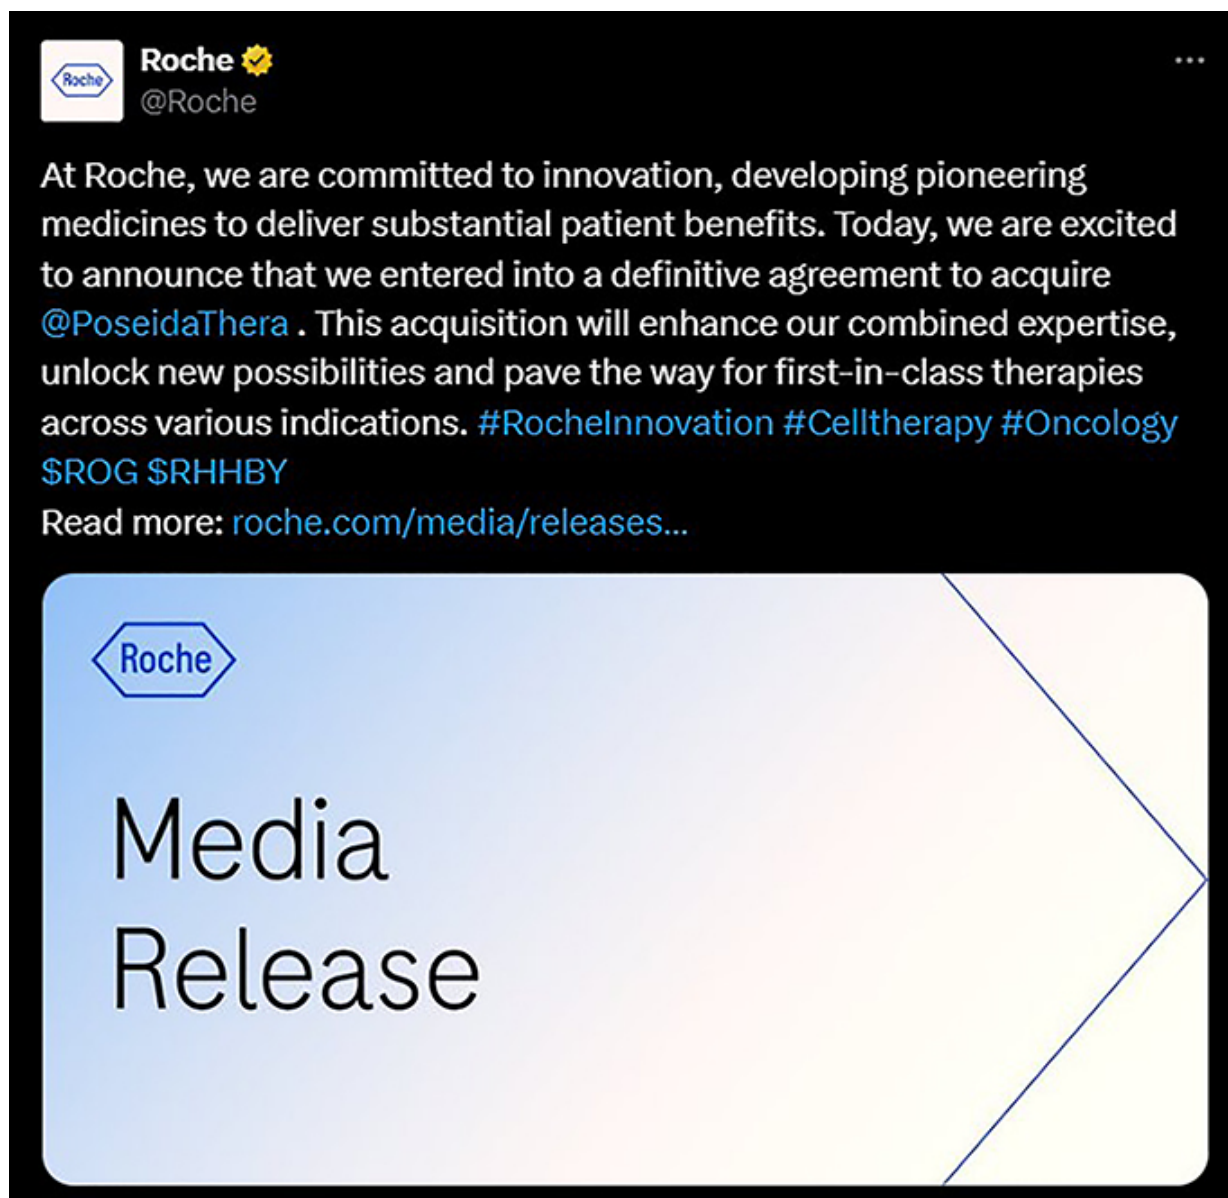 Roche
Roche
@Roche
At Roche, we are committed to innovation, developing pioneering
medicines to deliver substantial patient benefits. Today, we are excited
to announce that we entered into a definitive agreement to acquire
@PoseidaThera . This acquisition will enhance our combined expertise,
unlock new possibilities and pave the way for first-in-class therapies
across various indications. #RocheInnovation #Celltherapy #Oncology
$ROG $RHHBY
Read more: roche.com/media/releases...
Roche
Media
Release